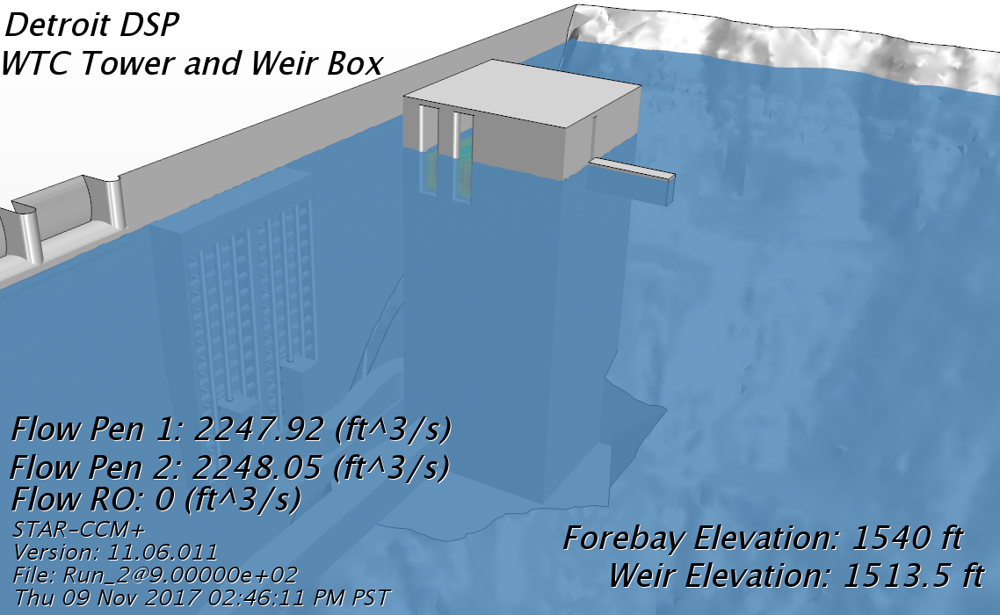 Detroit DSP
WTC Tower and Weir Box
Flow Pen 1: 2247.92 (ft^3/s)
Flow Pen 2: 2248.05 (ft^3/s)
Flow RO: 0 (ft^3/s)
STAR-CCM+
Version: 11.06.011
File: Run_2@9.00000e+02
Thu 09 Nov 2017 02:46:11 PM PST
Forebay Elevation: 1540 ft
Weir Elevation: 1513.5 ft